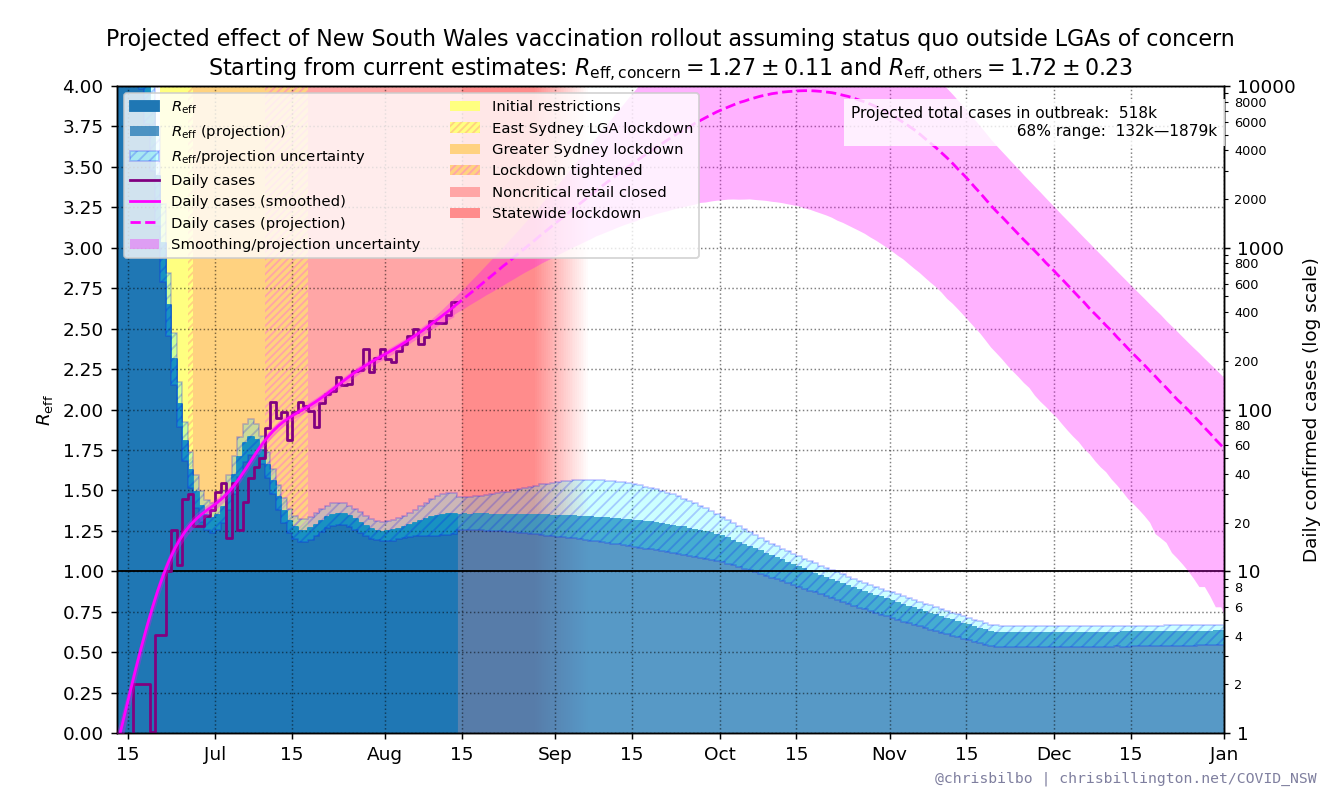 Projected effect of New South Wales vaccination rollout assuming status quo outside LGAs of concern
Starting from current estimates: R_eff, concern = 1.27 ± 0.11 and R_eff, others = 1.72 ± 0.23
R_eff
R_eff (projection)
R_eff/projection uncertainty
Daily cases
Daily cases (smoothed)
Daily cases (projection)
Smoothing/projection uncertainty
Initial restrictions
East Sydney LGA lockdown
Greater Sydney lockdown
Lockdown tightened
Noncritical retail closed
Statewide lockdown
Projected total cases in outbreak: 518k
68% range: 132k—1879k
R_eff
4.00
3.75
3.50
3.25
3.00
2.75
2.50
2.25
2.00
1.75
1.50
1.25
1.00
0.75
0.50
0.25
0.00
15
Jul
15
Aug
15
Sep
15
Oct
15
Nov
15
Dec
15
Jan
10000
8000
6000
4000
2000
1000
800
600
400
200
100
80
60
40
20
10
8
6
4
2
1
Daily confirmed cases (log scale)
@chrisbilbo | chrisbillington.net/COVID_NSW